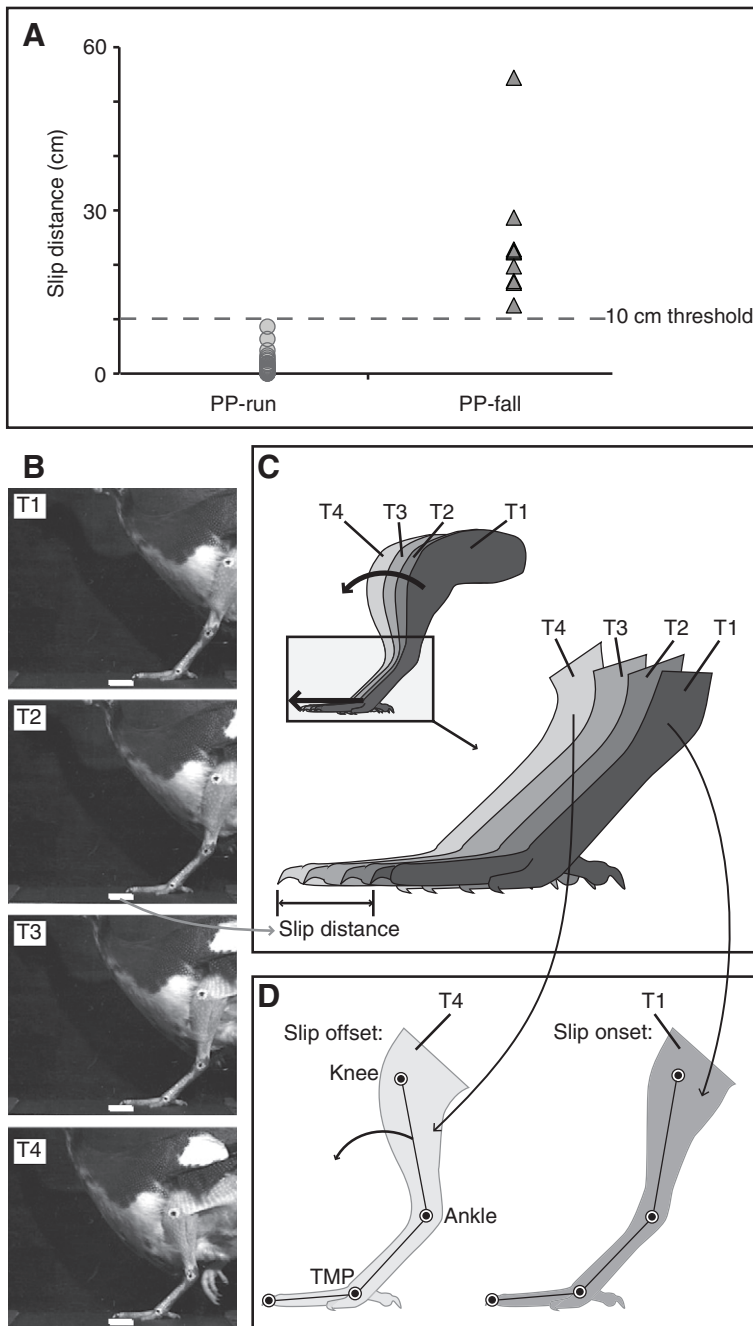 A
60
30
0
Slip distance (cm)
10 cm threshold
PP-run
PP-fall
B
T1
T2
T3
T4
C
T4
T3
T2
T1
T4
T3
T2
T1
Slip distance
D
T4
T1
Slip offset:
Slip onset:
Knee
Ankle
TMP